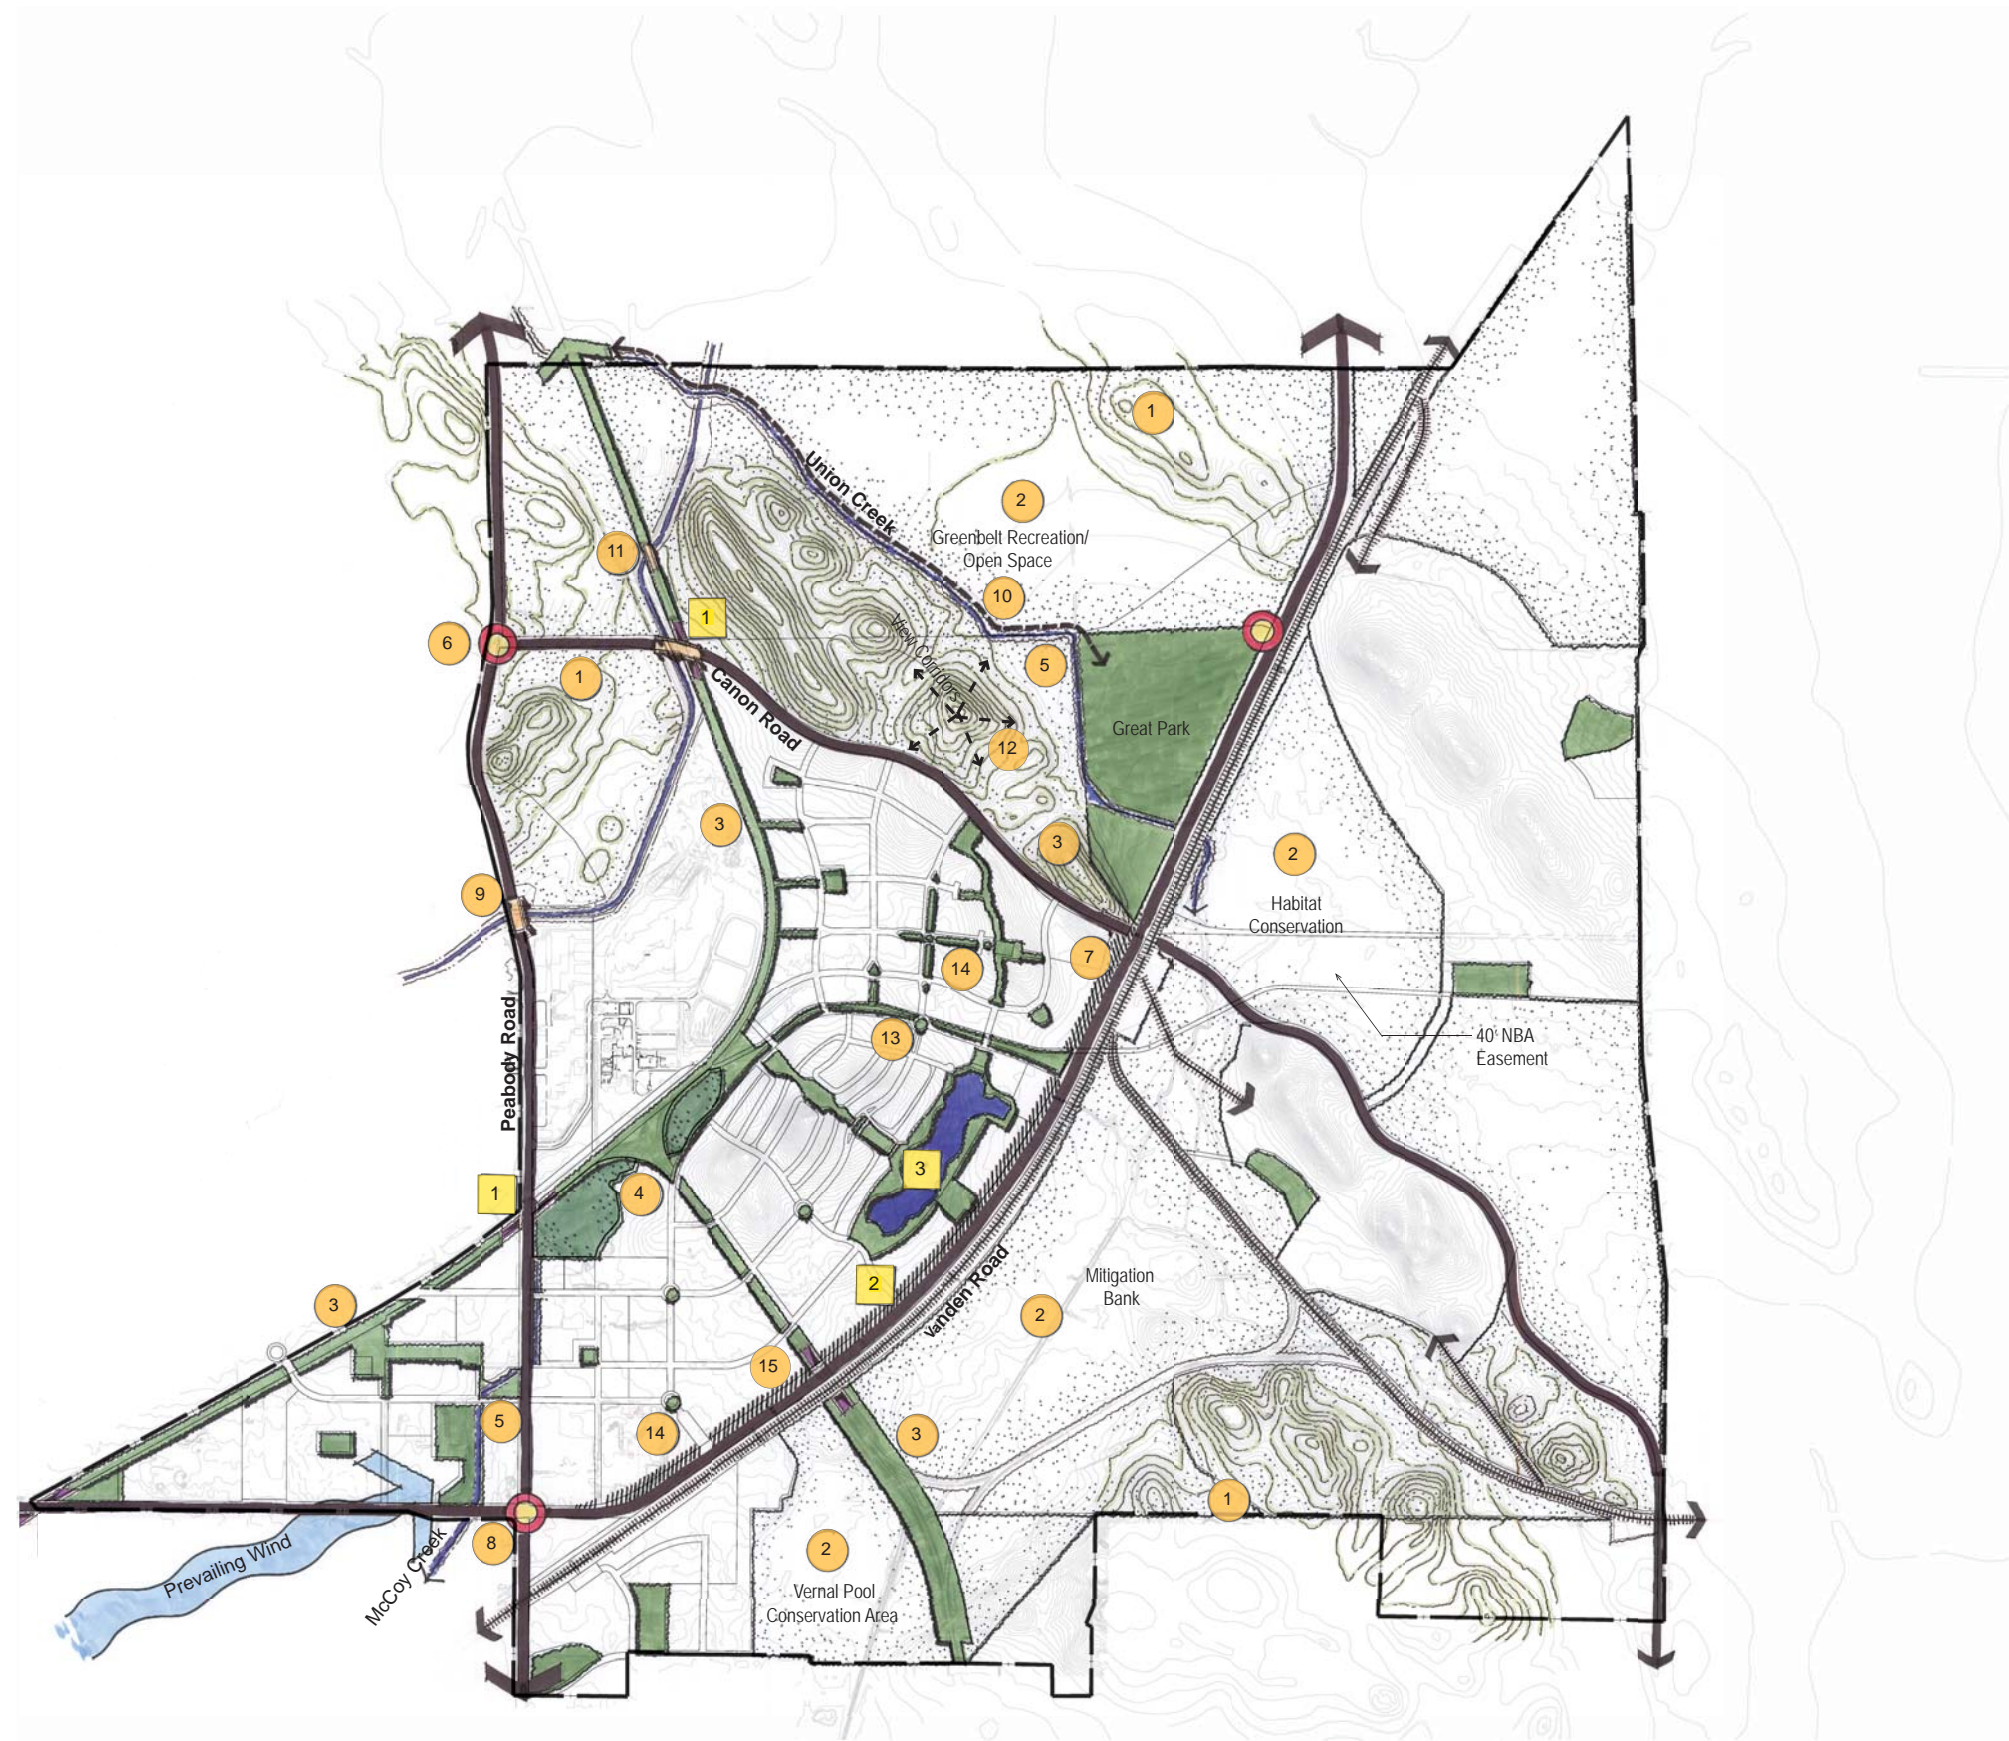 1
Union Creek
2
Greenbelt Recreation/
Open Space
11
10
1
6
View Corridors
5
1
Canon Road
Great Park
12
3
3
2
9
Habitat
Conservation
7
14
Peabody Road
13
40' NBA
Easement
3
1
4
2
Mitigation
Bank
Vanden Road
3
2
15
5
14
3
1
8
Prevailing Wind
McCoy Creek
2
Vernal Pool
Conservation Area